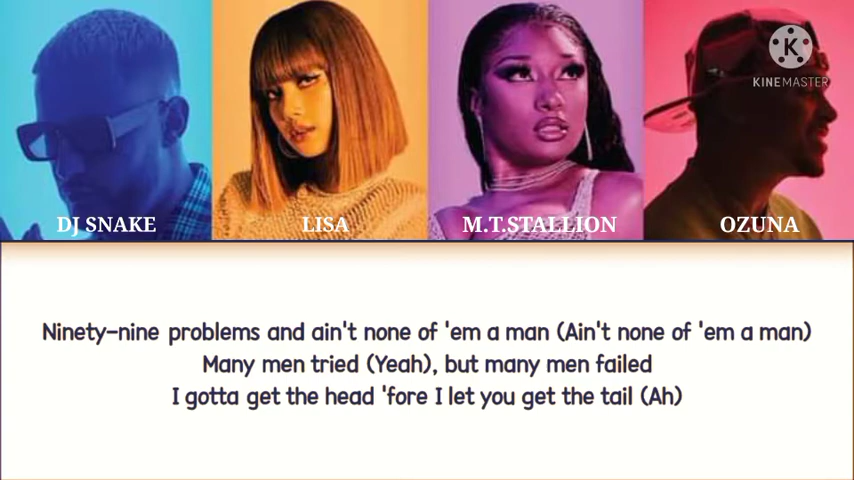 K
KINEMASTER
DJ SNAKE
LISA
M.T.STALLION
OZUNA
Ninety-nine problems and ain't none of 'em a man (Ain't none of 'em a man)
Many men tried (Yeah), but many men failed
I gotta get the head 'fore I let you get the tail (Ah)